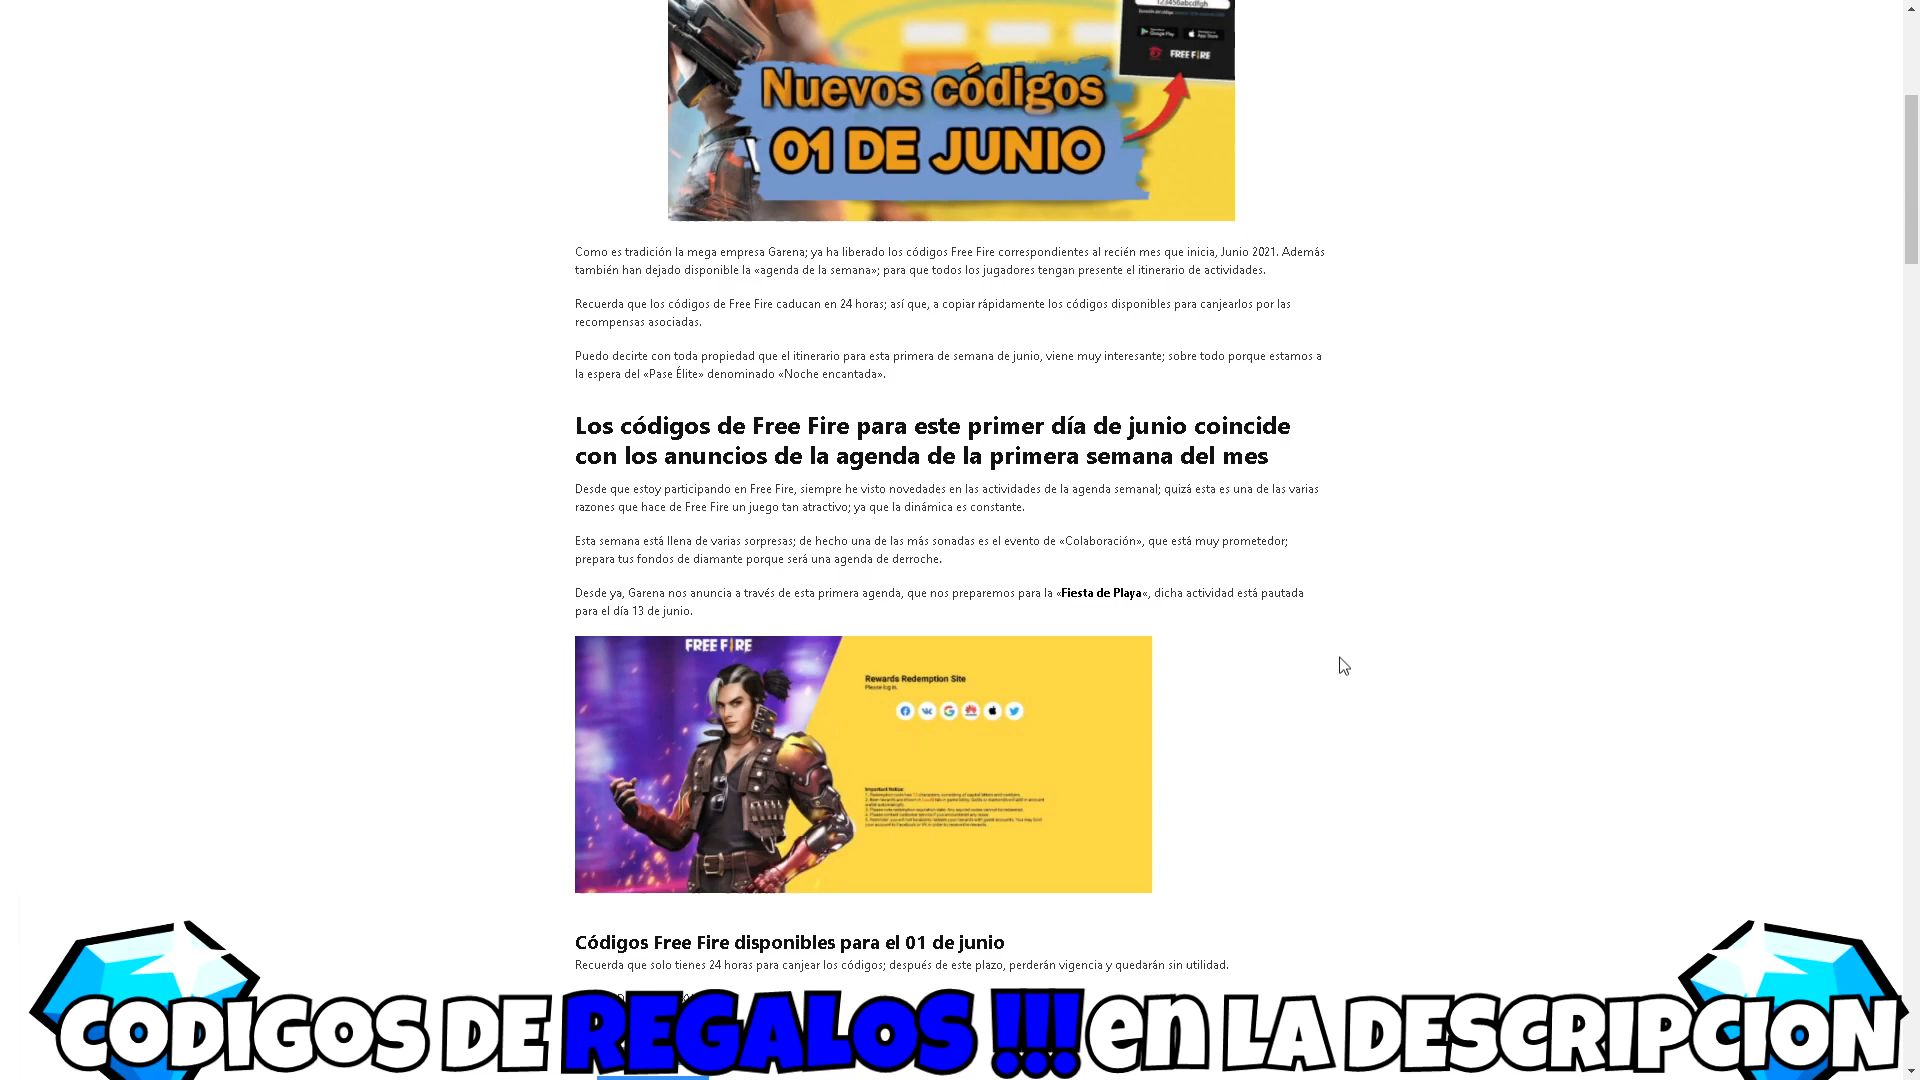 123456abcdfgh
Google Play
App Store
FREE FIRE
Nuevos códigos
01 DE JUNIO
Como es tradición la mega empresa Garena; ya ha liberado los códigos Free Fire correspondientes al recién mes que inicia, Junio 2021. Además
también han dejado disponible la «agenda de la semana»; para que todos los jugadores tengan presente el itinerario de actividades.
Recuerda que los códigos de Free Fire caducan en 24 horas; así que, a copiar rápidamente los códigos disponibles para canjearlos por las
recompensas asociadas.
Puedo decirte con toda propiedad que el itinerario para esta primera de semana de junio, viene muy interesante; sobre todo porque estamos a
la espera del «Pase Élite» denominado «Noche encantada».
Los códigos de Free Fire para este primer día de junio coincide
con los anuncios de la agenda de la primera semana del mes
Desde que estoy participando en Free Fire, siempre he visto novedades en las actividades de la agenda semanal; quizá esta es una de las varias
razones que hace de Free Fire un juego tan atractivo; ya que la dinámica es constante.
Esta semana está llena de varias sorpresas; de hecho una de las más sonadas es el evento de «Colaboración», que está muy prometedor;
prepara tus fondos de diamante porque será una agenda de derroche.
Desde ya, Garena nos anuncia a través de esta primera agenda, que nos preparemos para la «Fiesta de Playa«, dicha actividad está pautada
para el día 13 de junio.
FREE FIRE
Rewards Redemption Site
Please log in.
Important Notice:
Códigos Free Fire disponibles para el 01 de junio
Recuerda que solo tienes 24 horas para canjear los códigos; después de este plazo, perderán vigencia y quedarán sin utilidad.
CODIGOS DE REGALOS !!! en LA DESCRIPCION